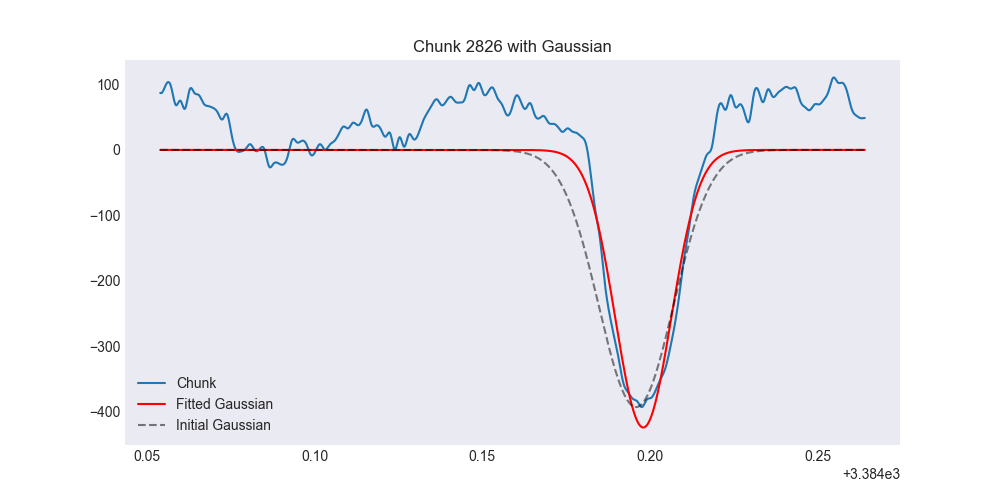 Chunk 2826 with Gaussian
100
0
−100
−200
−300
−400
Chunk
Fitted Gaussian
Initial Gaussian
0.05 0.10 0.15 0.20 0.25
+3.384e3